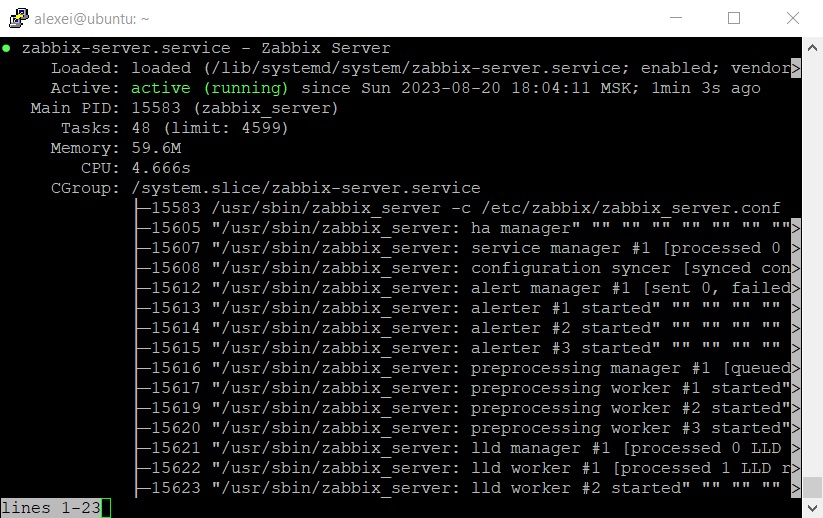 alexei@ubuntu: ~
● zabbix-server.service - Zabbix Server
Loaded: loaded (/lib/systemd/system/zabbix-server.service; enabled; vendor>
Active: active (running) since Sun 2023-08-20 18:04:11 MSK; 1min 3s ago
Main PID: 15583 (zabbix_server)
Tasks: 48 (limit: 4599)
Memory: 59.6M
CPU: 4.666s
CGroup: /system.slice/zabbix-server.service
├─15583 /usr/sbin/zabbix_server -c /etc/zabbix/zabbix_server.conf
├─15605 "/usr/sbin/zabbix_server: ha manager" "" "" "" "" "" "" "">
├─15607 "/usr/sbin/zabbix_server: service manager #1 [processed 0 >
├─15608 "/usr/sbin/zabbix_server: configuration syncer [synced con>
├─15612 "/usr/sbin/zabbix_server: alert manager #1 [sent 0, failed>
├─15613 "/usr/sbin/zabbix_server: alerter #1 started" "" "" "" "" >
├─15614 "/usr/sbin/zabbix_server: alerter #2 started" "" "" "" "" >
├─15615 "/usr/sbin/zabbix_server: alerter #3 started" "" "" "" "" >
├─15616 "/usr/sbin/zabbix_server: preprocessing manager #1 [queued>
├─15617 "/usr/sbin/zabbix_server: preprocessing worker #1 started">
├─15619 "/usr/sbin/zabbix_server: preprocessing worker #2 started">
├─15620 "/usr/sbin/zabbix_server: preprocessing worker #3 started">
├─15621 "/usr/sbin/zabbix_server: lld manager #1 [processed 0 LLD >
├─15622 "/usr/sbin/zabbix_server: lld worker #1 [processed 1 LLD r>
├─15623 "/usr/sbin/zabbix_server: lld worker #2 started" "" "" "" >
lines 1-23